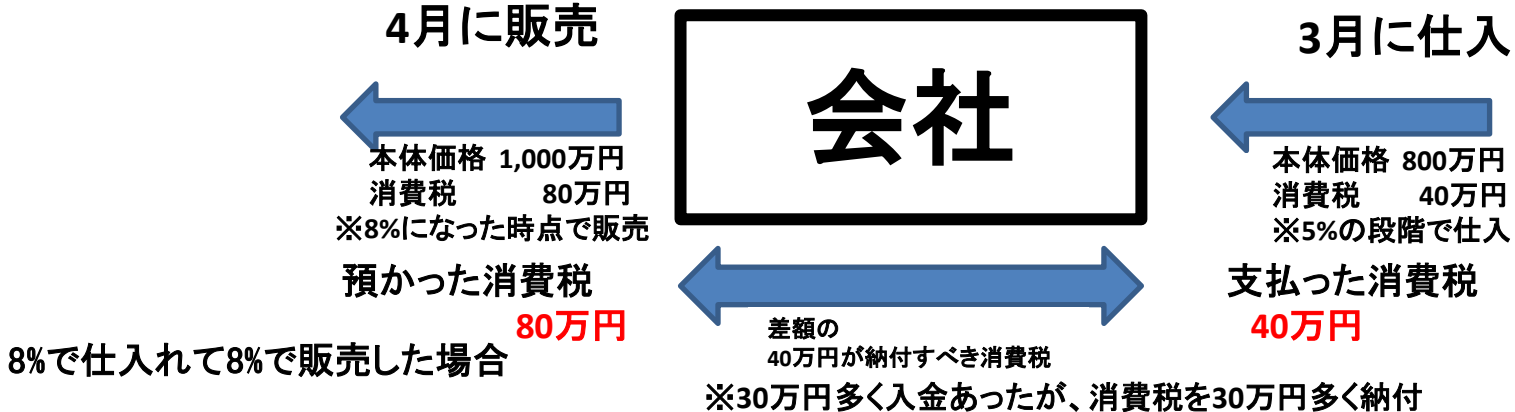 4月に販売
会社
3月に仕入
本体価格 1,000万円
消費税 80万円
※8%になった時点で販売
本体価格 800万円
消費税 40万円
※5%の段階で仕入
預かった消費税
80万円
支払った消費税
40万円
差額の
40万円が納付すべき消費税
8%で仕入れて8%で販売した場合
※30万円多く入金あったが、消費税を30万円多く納付